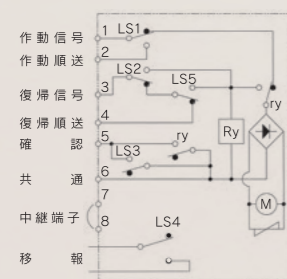 作動信号 1 LS1
作動順送 2
LS2
復帰信号 3 LS5
ry
復帰順送 4
確認 5 ry
Ry
LS3
共通 6
7
M
中継端子 8
LS4
移報